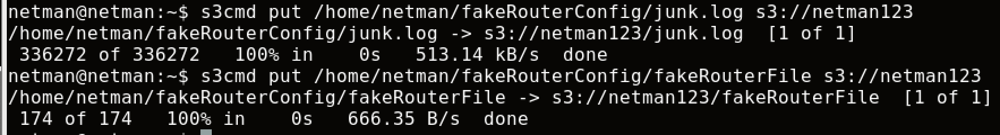 netman@netman:~$ s3cmd put /home/netman/fakeRouterConfig/junk.log s3://netman123
/home/netman/fakeRouterConfig/junk.log -> s3://netman123/junk.log  [1 of 1]
 336272 of 336272   100% in    0s   513.14 kB/s  done
netman@netman:~$ s3cmd put /home/netman/fakeRouterConfig/fakeRouterFile s3://netman123
/home/netman/fakeRouterConfig/fakeRouterFile -> s3://netman123/fakeRouterFile  [1 of 1]
 174 of 174   100% in    0s   666.35 B/s  done